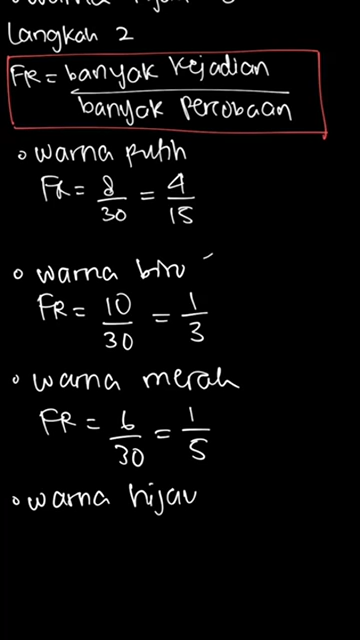 Langkah 2
FR = banyak kejadian / banyak percobaan
• warna putih
FR = 8/30 = 4/15
• warna biru
FR = 10/30 = 1/3
• warna merah
FR = 6/30 = 1/5
• warna hijau